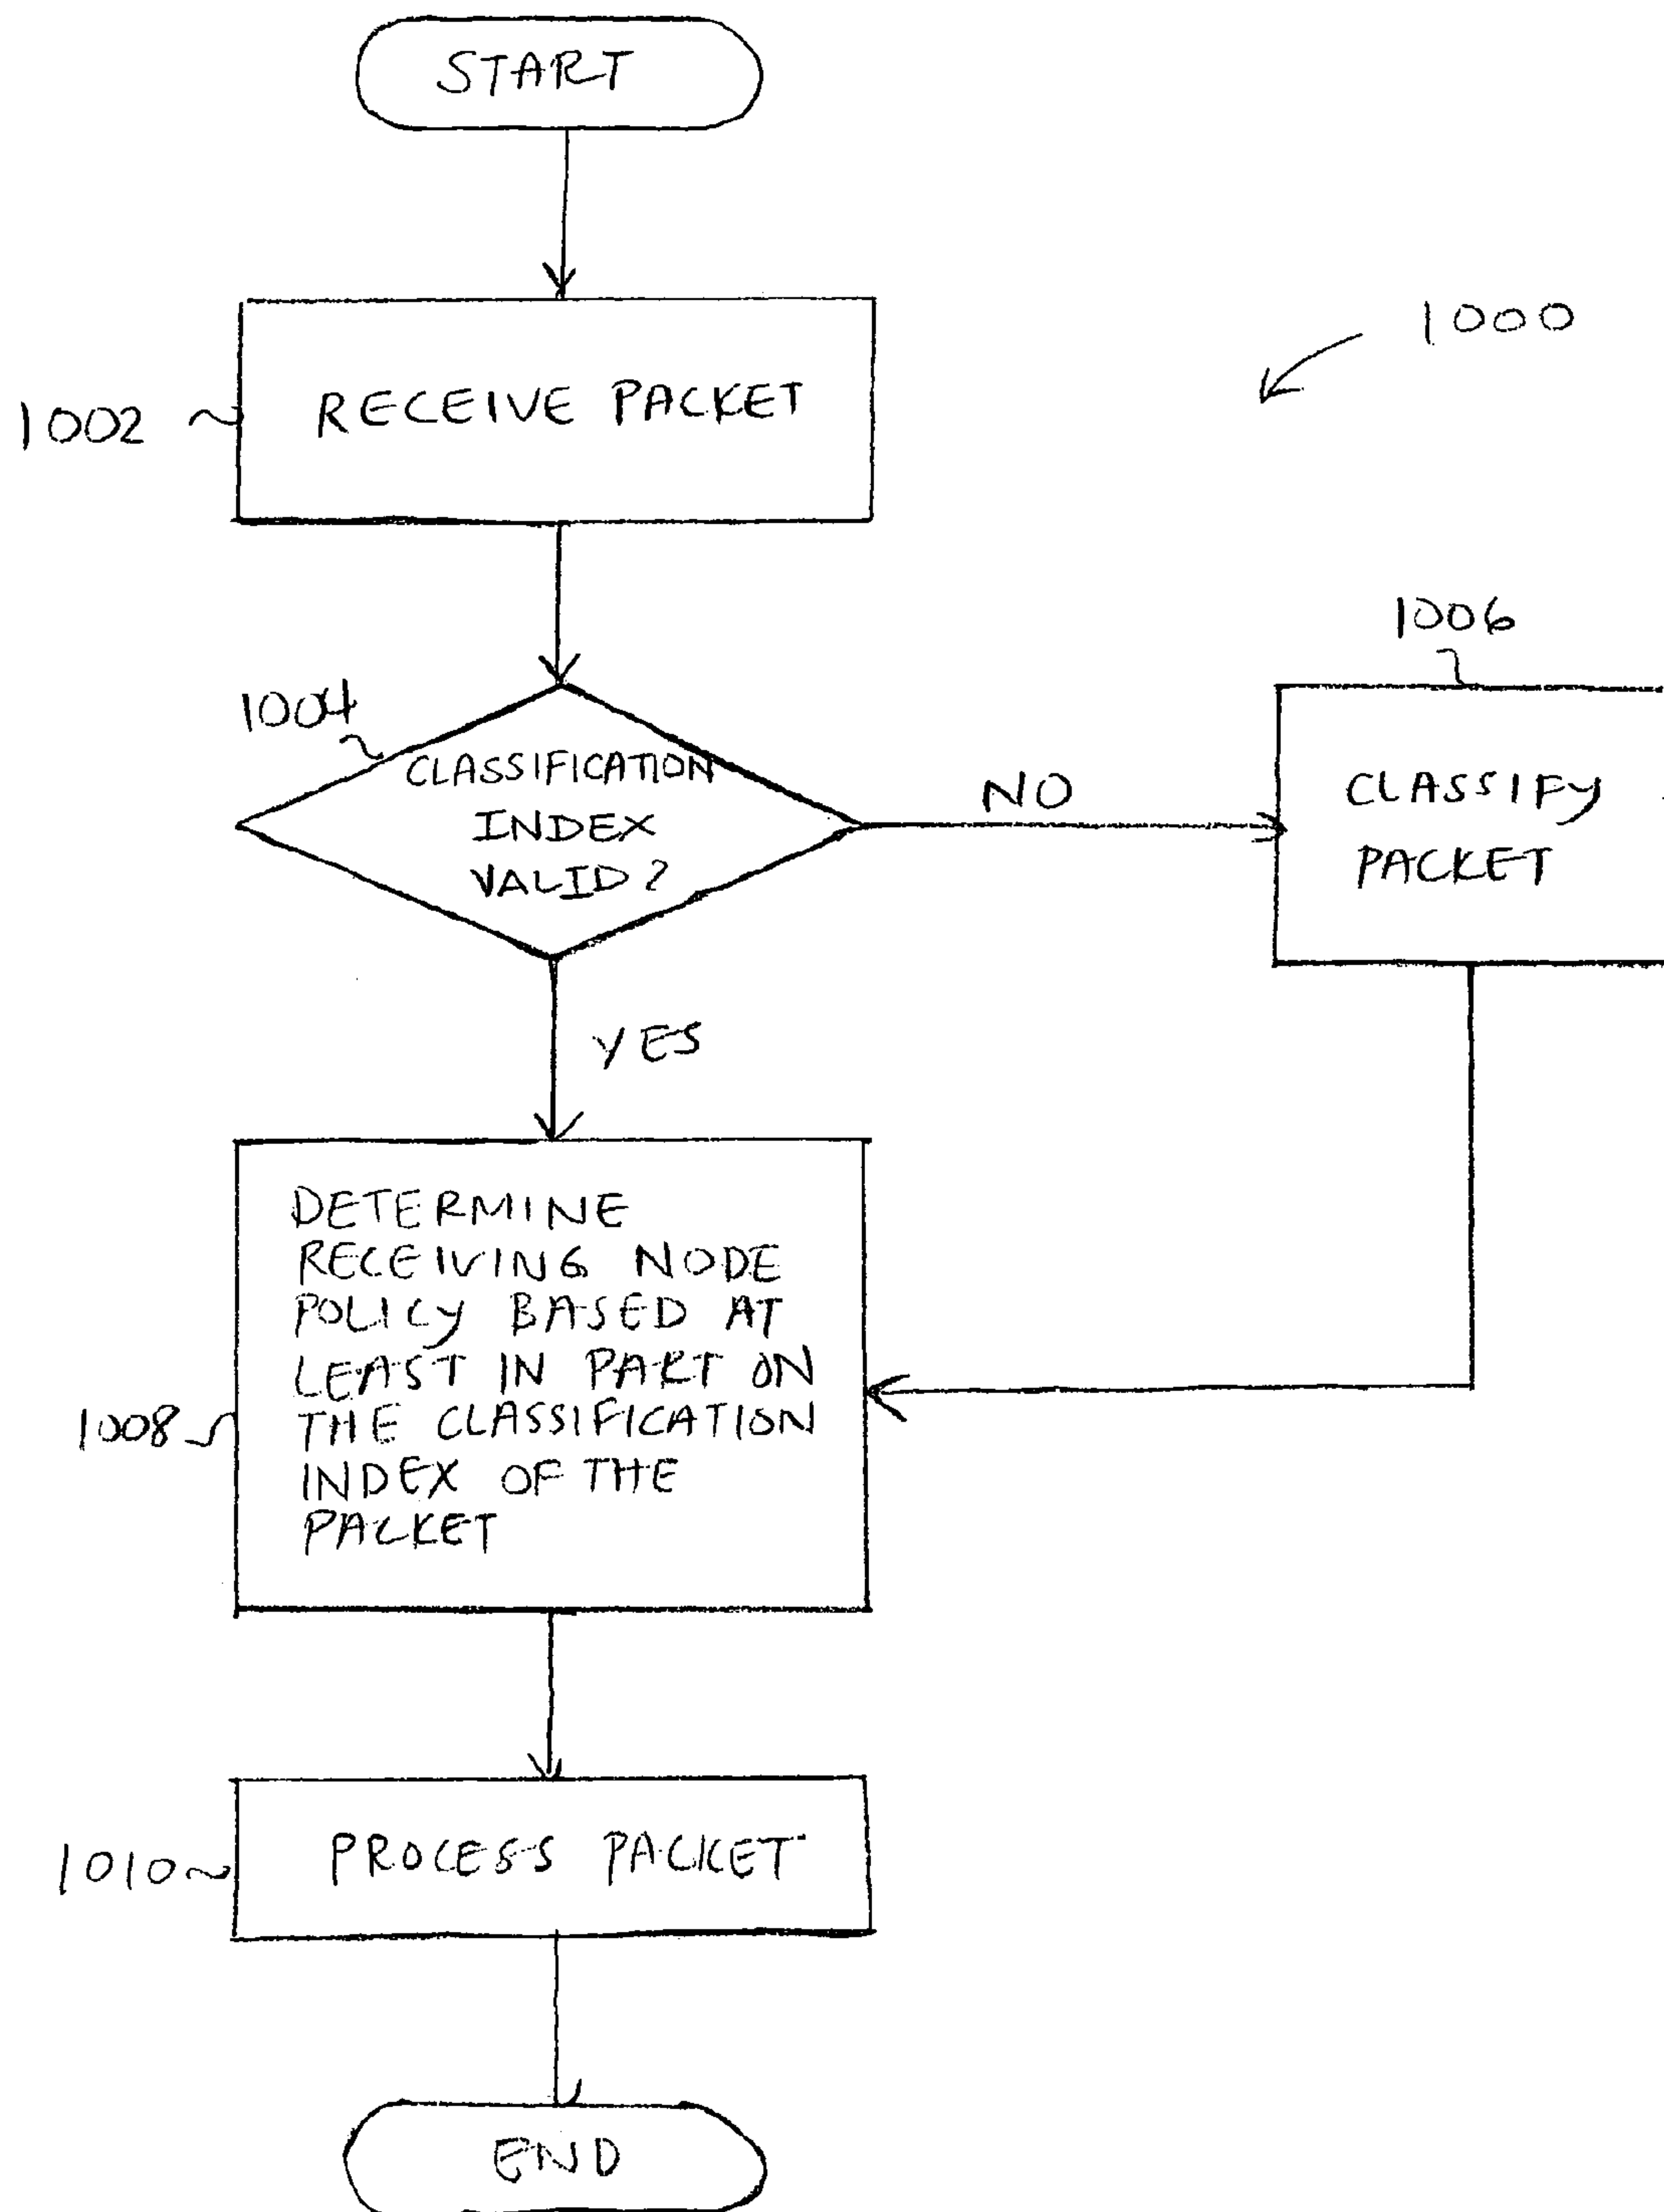 START
1000
1002
RECEIVE PACKET
1006
1004
CLASSIFICATION
INDEX
VALID?
NO
CLASSIFY
PACKET
YES
DETERMINE
RECEIVING NODE
POLICY BASED AT
LEAST IN PART ON
THE CLASSIFICATION
INDEX OF THE
PACKET
1008
1010
PROCESS PACKET
END